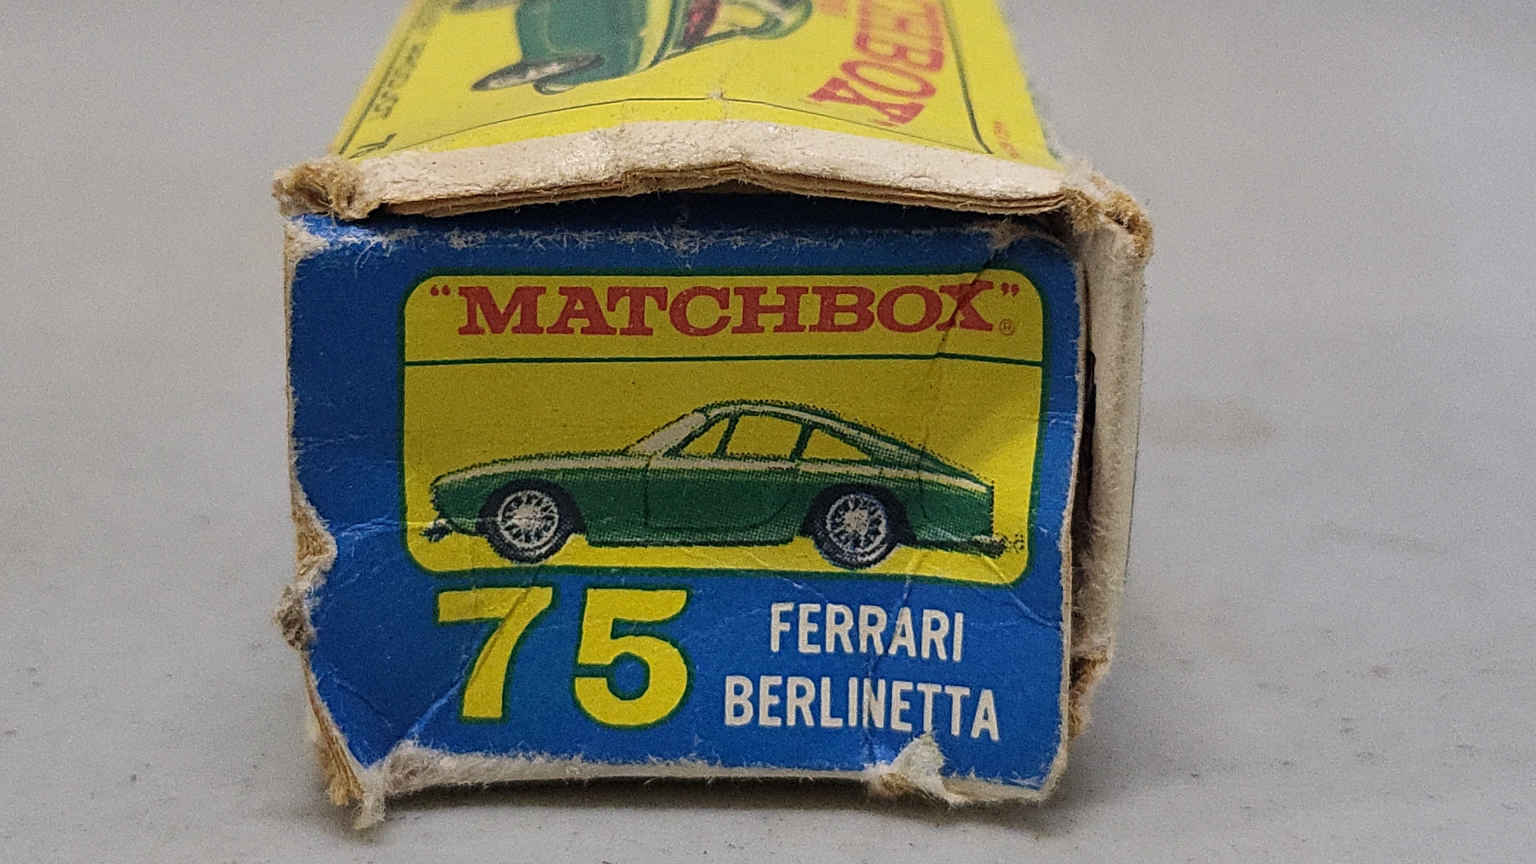 "MATCHBOX"®
75
FERRARI
BERLINETTA